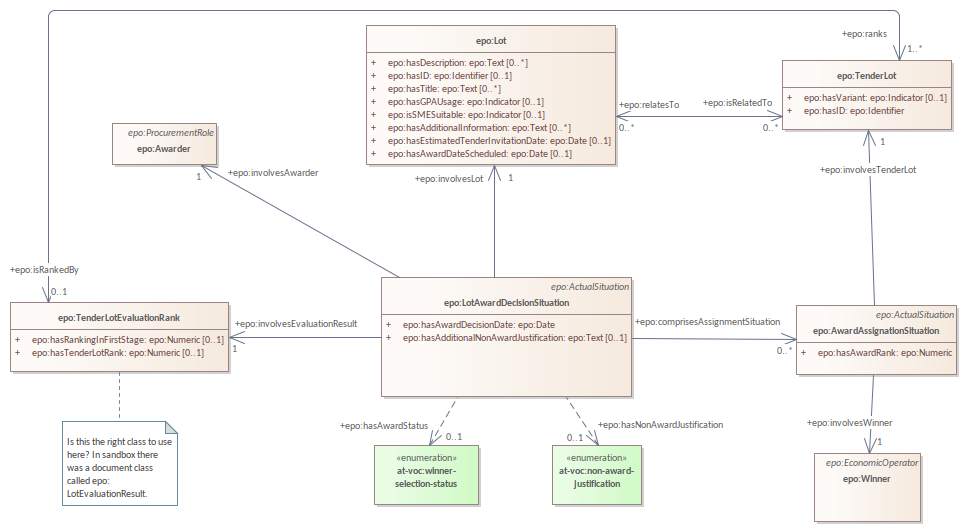 +epo:ranks
1..*
epo:Lot
+ epo:hasDescription: epo:Text [0..*]
+ epo:hasID: epo:Identifier [0..1]
+ epo:hasTitle: epo:Text [0..*]
+ epo:hasGPAUsage: epo:Indicator [0..1]
+ epo:isSMESuitable: epo:Indicator [0..1]
+ epo:hasAdditionalInformation: epo:Text [0..*]
+ epo:hasEstimatedTenderInvitationDate: epo:Date [0..1]
+ epo:hasAwardDateScheduled: epo:Date [0..1]
epo:TenderLot
+ epo:hasVariant: epo:Indicator [0..1]
+ epo:hasID: epo:Identifier
+epo:relatesTo
0..*
+epo:isRelatedTo
0..*
epo:ProcurementRole
epo:Awarder
1
+epo:involvesAwarder
+epo:involvesLot
1
1
+epo:involvesTenderLot
+epo:isRankedBy
0..1
epo:TenderLotEvaluationRank
+ epo:hasRankingInFirstStage: epo:Numeric [0..1]
+ epo:hasTenderLotRank: epo:Numeric [0..1]
+epo:involvesEvaluationResult
1
epo:ActualSituation
epo:LotAwardDecisionSituation
+ epo:hasAwardDecisionDate: epo:Date
+ epo:hasAdditionalNonAwardJustification: epo:Text [0..1]
+epo:comprisesAssignmentSituation
0..*
epo:ActualSituation
epo:AwardAssignationSituation
+ epo:hasAwardRank: epo:Numeric
Is this the right class to use
here? In sandbox there
was a document class
called epo:
LotEvaluationResult.
+epo:hasAwardStatus
0..1
«enumeration»
at-voc:winner-
selection-status
+epo:hasNonAwardJustification
0..1
«enumeration»
at-voc:non-award-
justification
+epo:involvesWinner
1
epo:EconomicOperator
epo:Winner